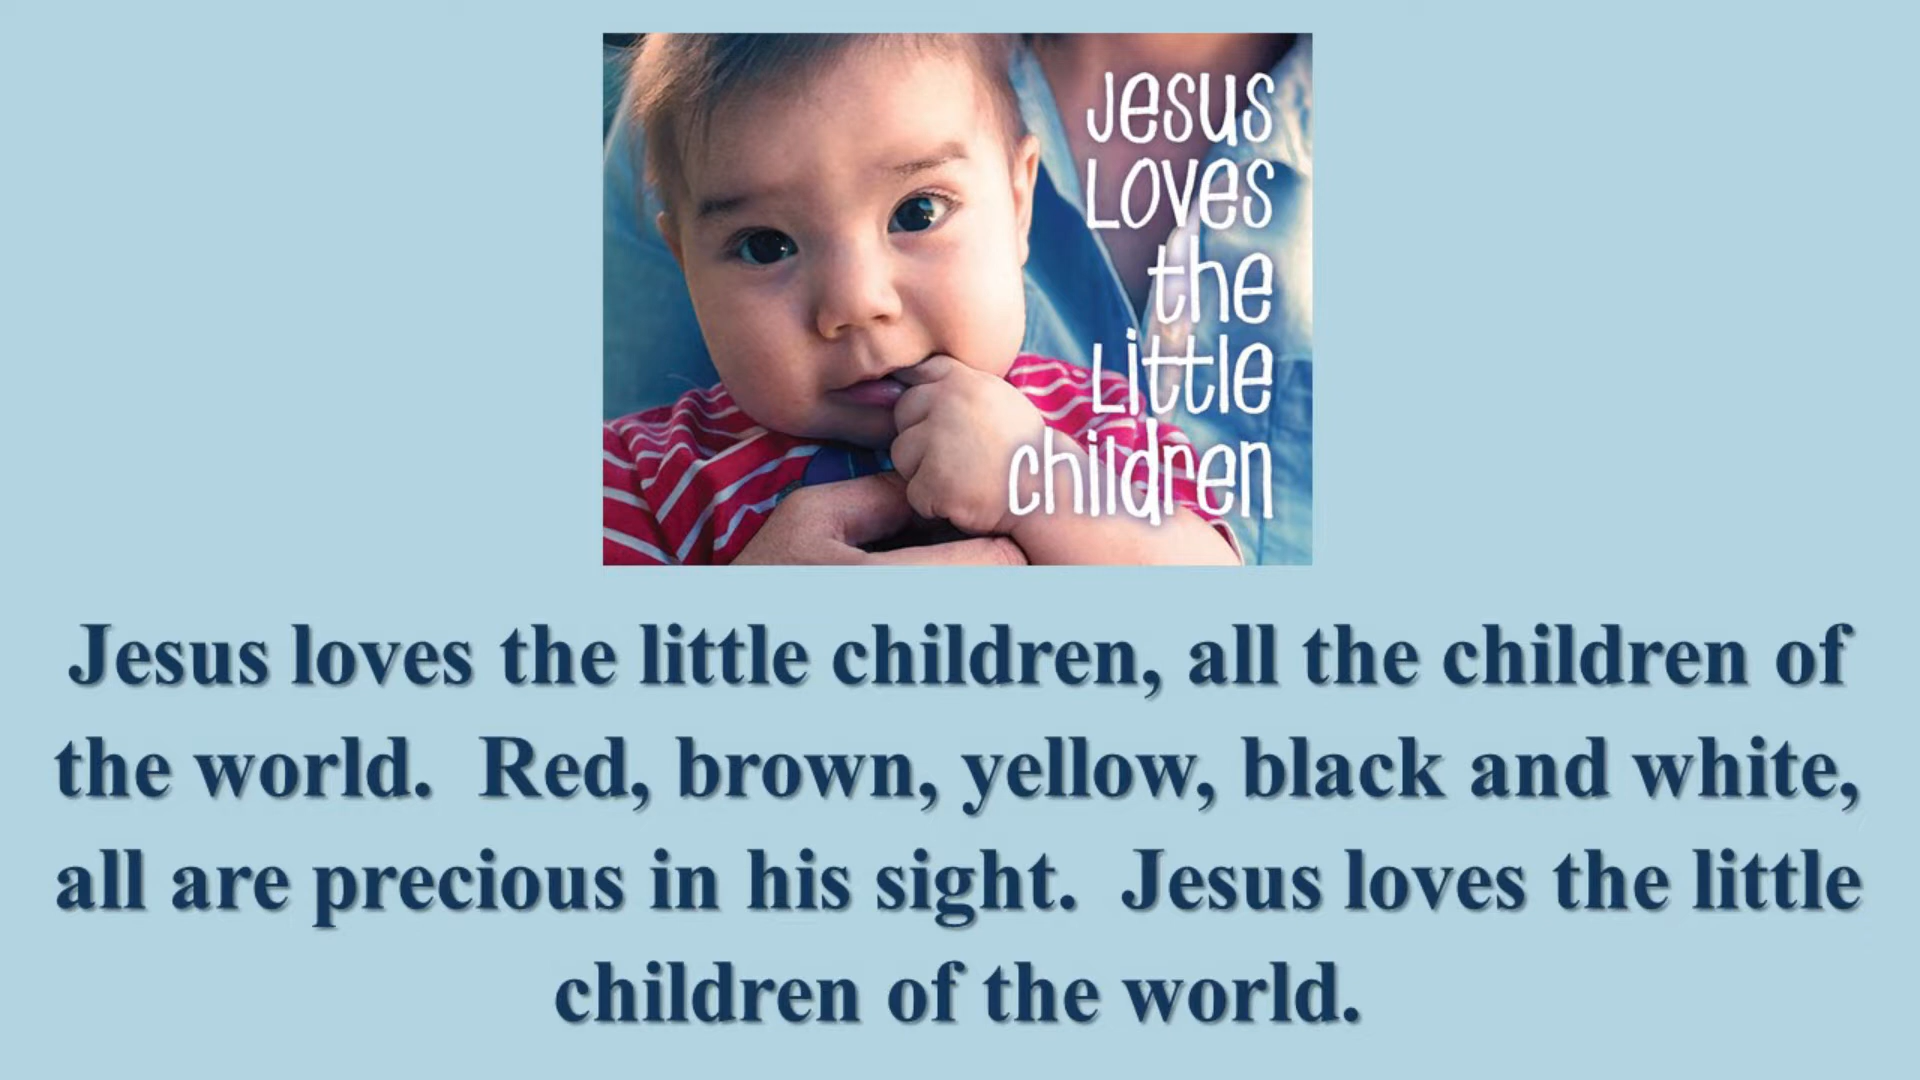 Jesus
Loves
the
Little
children
Jesus loves the little children, all the children of
the world.  Red, brown, yellow, black and white,
all are precious in his sight.  Jesus loves the little
children of the world.